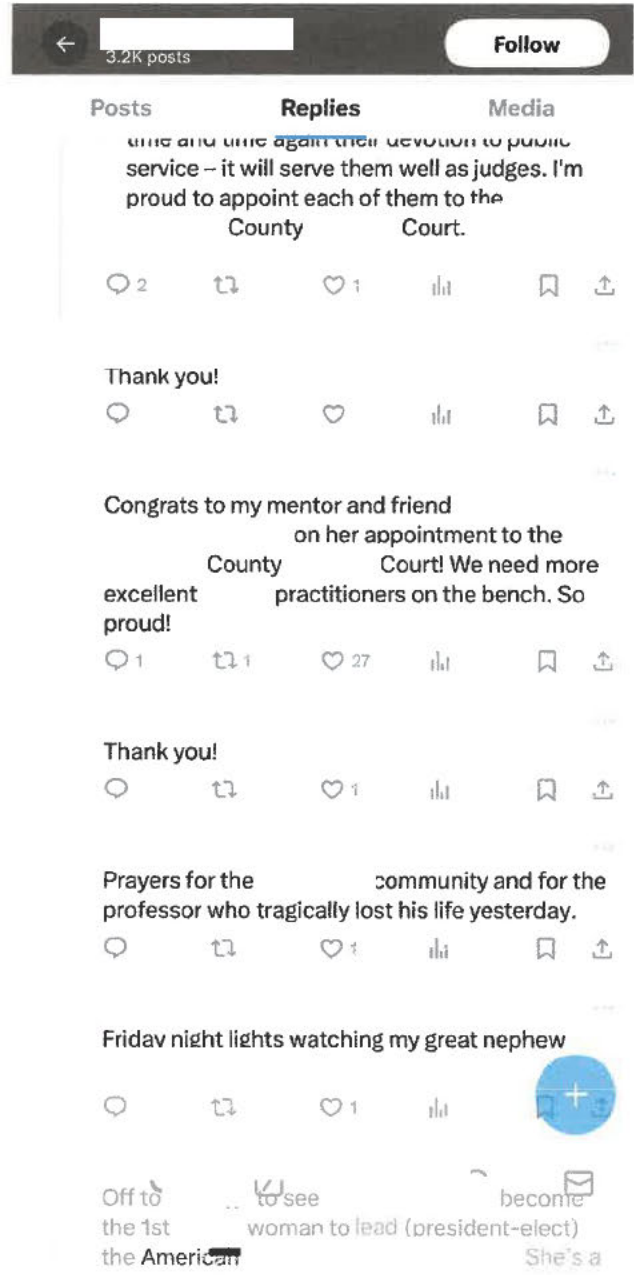 3.2K posts
Follow
Posts Replies Media
time and time again their devotion to public
service – it will serve them well as judges. I'm
proud to appoint each of them to the
County Court.
2 1
Thank you!
Congrats to my mentor and friend
on her appointment to the
County Court! We need more
excellent practitioners on the bench. So
proud!
1 1 27
Thank you!
1
Prayers for the community and for the
professor who tragically lost his life yesterday.
1
Friday night lights watching my great nephew
1
Off to to see become
the 1st woman to lead (president-elect)
the American She's a